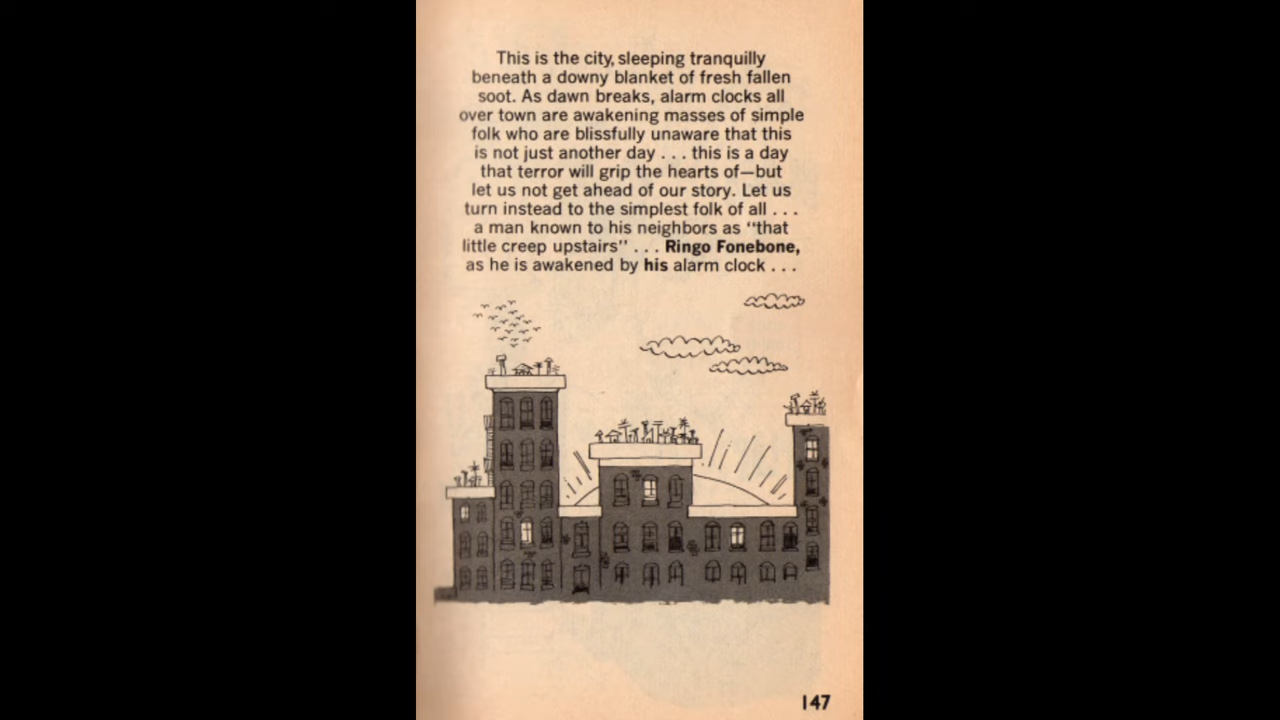 This is the city, sleeping tranquilly
beneath a downy blanket of fresh fallen
soot. As dawn breaks, alarm clocks all
over town are awakening masses of simple
folk who are blissfully unaware that this
is not just another day . . . this is a day
that terror will grip the hearts of—but
let us not get ahead of our story. Let us
turn instead to the simplest folk of all . . .
a man known to his neighbors as "that
little creep upstairs" . . . Ringo Fonebone,
as he is awakened by his alarm clock . . .
147